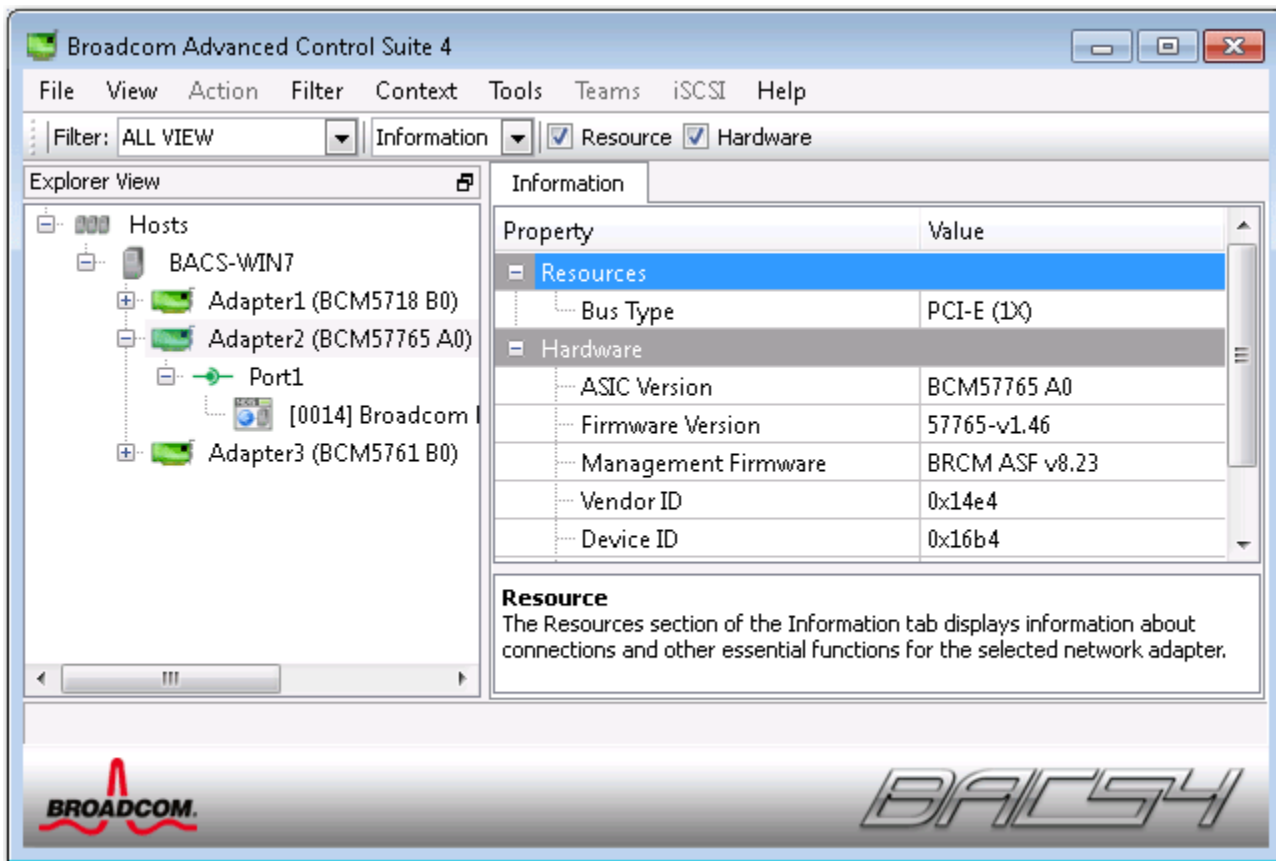 Broadcom Advanced Control Suite 4
File View Action Filter Context Tools Teams iSCSI Help
Filter: ALL VIEW Information Resource Hardware
Explorer View
Hosts
BACS-WIN7
Adapter1 (BCM5718 B0)
Adapter2 (BCM57765 A0)
Port1
[0014] Broadcom
Adapter3 (BCM5761 B0)
Information
Property Value
Resources
Bus Type PCI-E (1X)
Hardware
ASIC Version BCM57765 A0
Firmware Version 57765-v1.46
Management Firmware BRCM ASF v8.23
Vendor ID 0x14e4
Device ID 0x16b4
Resource
The Resources section of the Information tab displays information about
connections and other essential functions for the selected network adapter.
BROADCOM.
BACS4